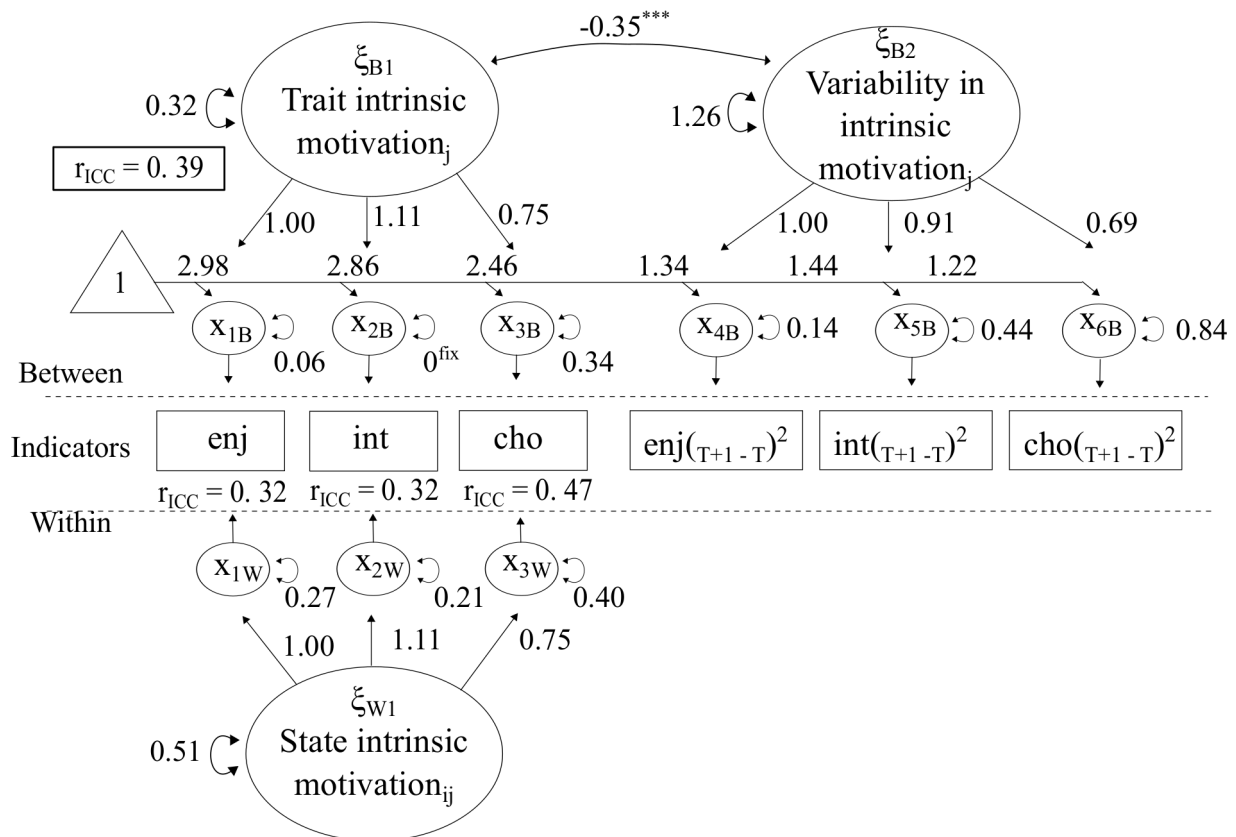 -0.35***
ξB1
Trait intrinsic
motivationj
0.32
ξB2
Variability in
intrinsic
motivationj
1.26
rICC = 0. 39
1.00
1.11
0.75
1.00
0.91
0.69
1
2.98
2.86
2.46
1.34
1.44
1.22
x1B
x2B
x3B
x4B
x5B
x6B
0.06
0fix
0.34
0.14
0.44
0.84
Between
Indicators
enj
int
cho
enj(T+1 - T)2
int(T+1 -T)2
cho(T+1 - T)2
rICC = 0. 32
rICC = 0. 32
rICC = 0. 47
Within
x1W
x2W
x3W
0.27
0.21
0.40
1.00
1.11
0.75
ξW1
State intrinsic
motivationij
0.51